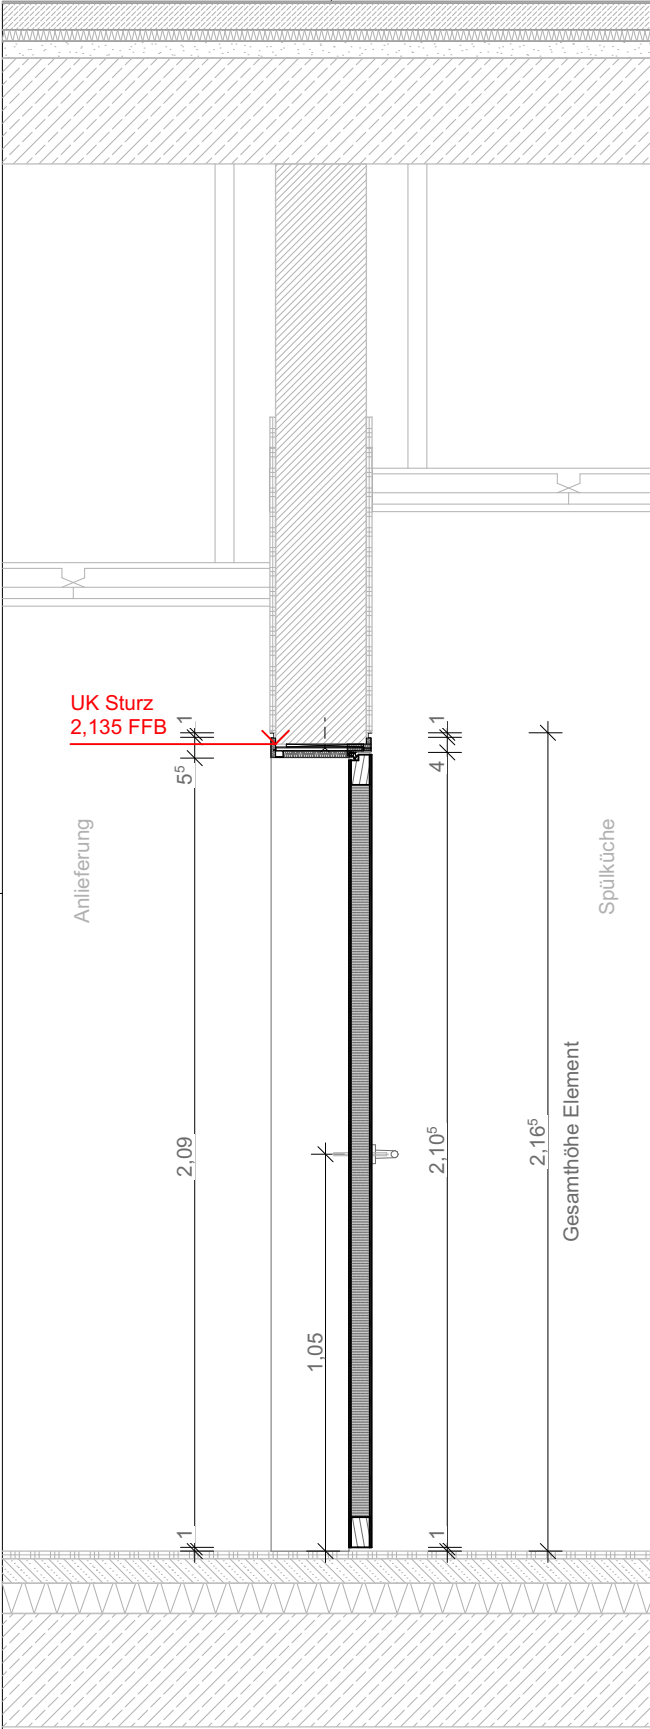 UK Sturz
2,135 FFB
1
5⁵
Anlieferung
2,09
1
1,05
1
4
2,10⁵
1
2,16⁵
Gesamthöhe Element
Spülküche